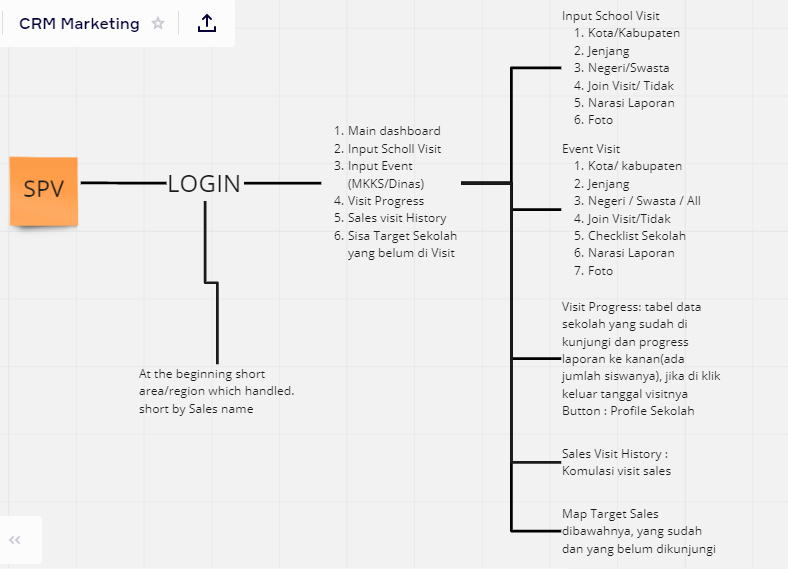 CRM Marketing
SPV
LOGIN
At the beginning short
area/region which handled.
short by Sales name
1. Main dashboard
2. Input Scholl Visit
3. Input Event
(MKKS/Dinas)
4. Visit Progress
5. Sales visit History
6. Sisa Target Sekolah
yang belum di Visit
Input School Visit
1. Kota/Kabupaten
2. Jenjang
3. Negeri/Swasta
4. Join Visit/ Tidak
5. Narasi Laporan
6. Foto
Event Visit
1. Kota/ kabupaten
2. Jenjang
4. Negeri / Swasta / All
4. Join Visit/Tidak
5. Checklist Sekolah
6. Narasi Laporan
7. Foto
Visit Progress: tabel data
sekolah yang sudah di
kunjungi dan progress
laporan ke kanan(ada
jumlah siswanya), jika di klik
keluar tanggal visitnya
Button : Profile Sekolah
Sales Visit History :
Komulasi visit sales
Map Target Sales
dibawahnya, yang sudah
dan yang belum dikunjungi